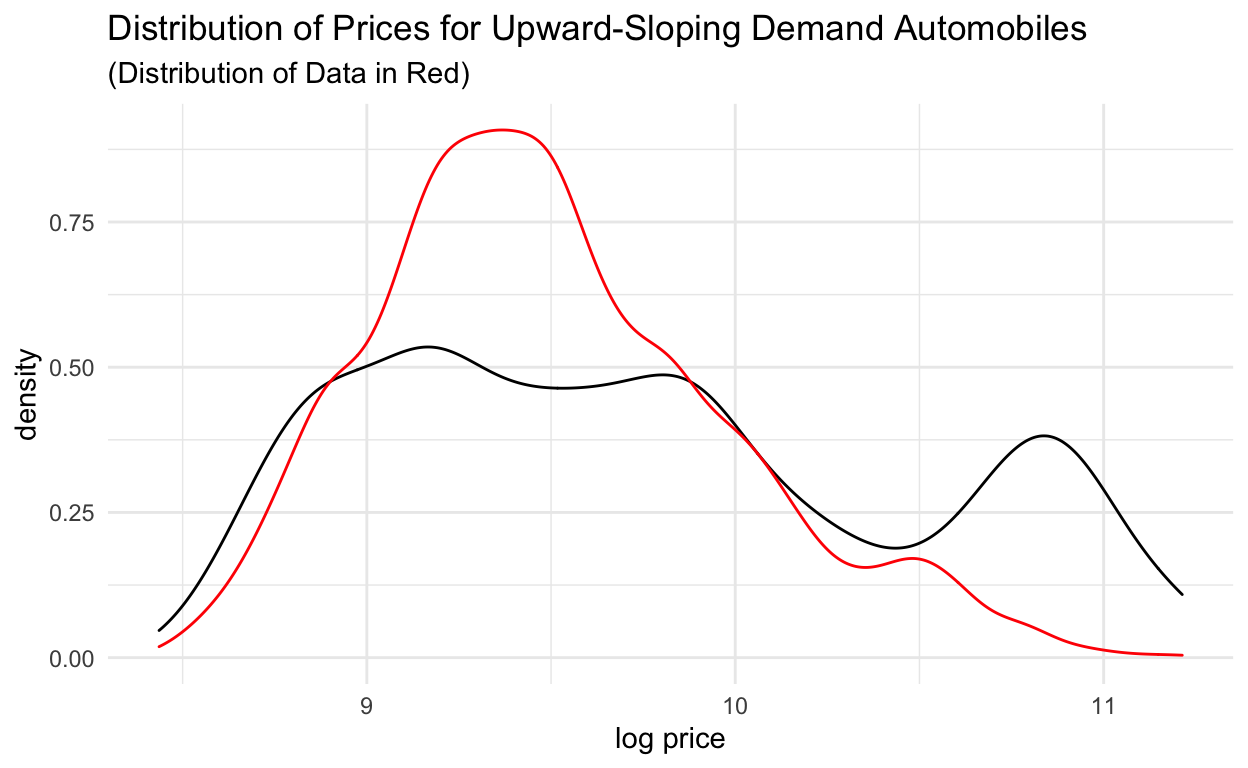 Distribution of Prices for Upward-Sloping Demand Automobiles
(Distribution of Data in Red)
density
0.75
0.50
0.25
0.00
9
10
11
log price